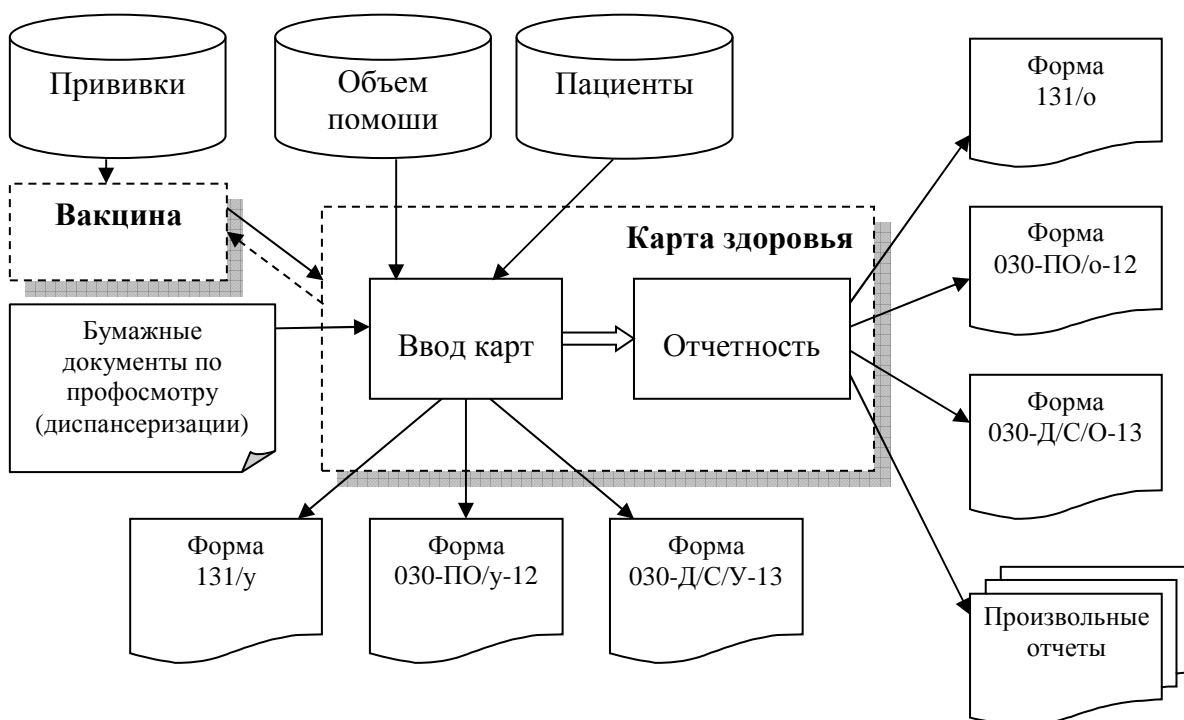 Прививки
Объем
помоши
Пациенты
Форма
131/о
Вакцина
Карта здоровья
Форма
030-ПО/о-12
Бумажные
документы по
профосмотру
(диспансеризации)
Ввод карт
Отчетность
Форма
030-Д/С/О-13
Форма
131/у
Форма
030-ПО/у-12
Форма
030-Д/С/У-13
Произвольные
отчеты